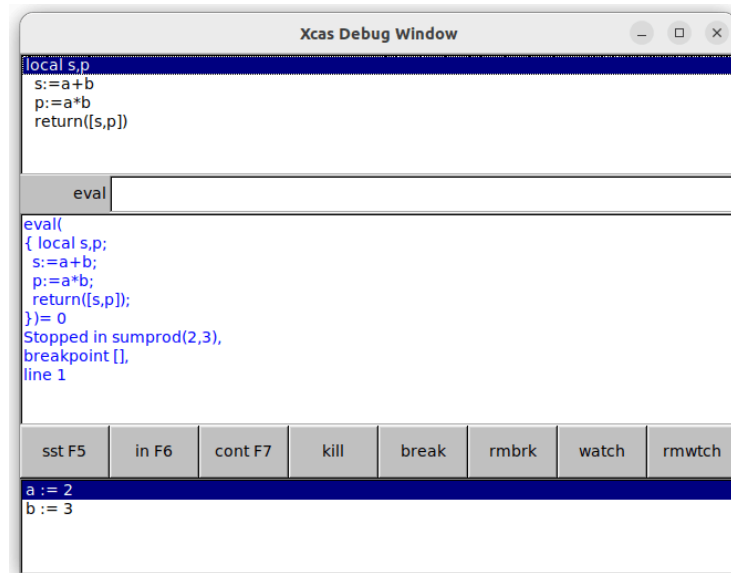 Xcas Debug Window
local s,p
s:=a+b
p:=a*b
return([s,p])
eval
eval(
{ local s,p;
s:=a+b;
p:=a*b;
return([s,p]);
})= 0
Stopped in sumprod(2,3),
breakpoint [],
line 1
sst F5 in F6 cont F7 kill break rmbrk watch rmwtch
a := 2
b := 3